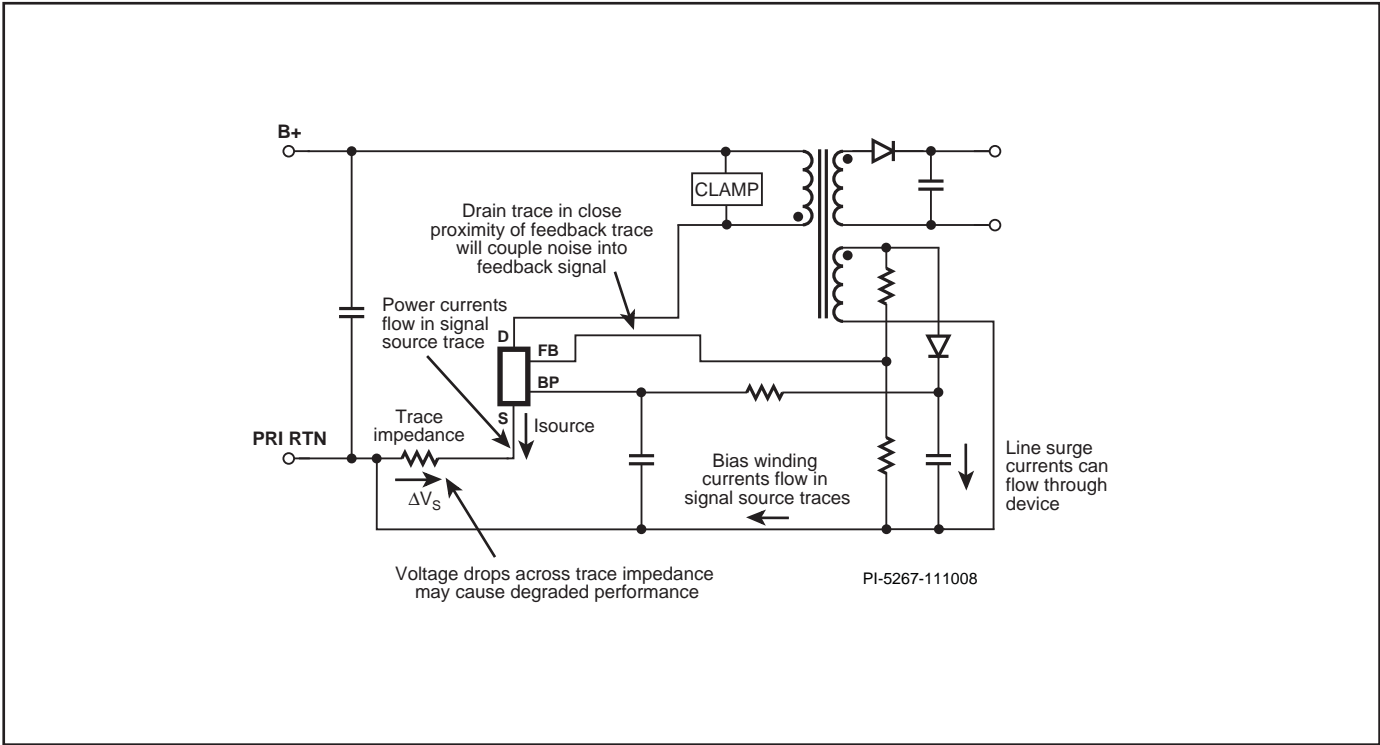 B+
CLAMP
Drain trace in close
proximity of feedback trace
will couple noise into
feedback signal
Power currents
flow in signal
source trace
D
FB
BP
S
Isource
Trace
impedance
PRI RTN
ΔVS
Bias winding
currents flow in
signal source traces
Line surge
currents can
flow through
device
Voltage drops across trace impedance
may cause degraded performance
PI-5267-111008